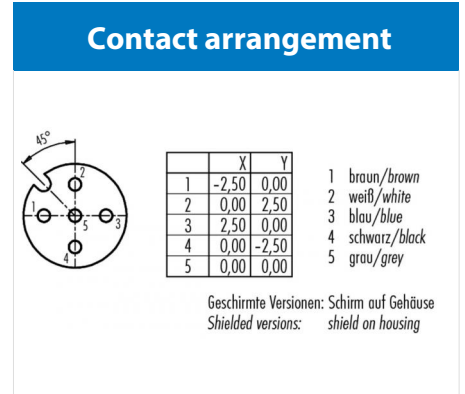 Contact arrangement
45°
2
1
5
3
4
X Y
1 -2,50 0,00
2 0,00 2,50
3 2,50 0,00
4 0,00 -2,50
5 0,00 0,00
1 braun/brown
2 weiß/white
3 blau/blue
4 schwarz/black
5 grau/grey
Geschirmte Versionen: Schirm auf Gehäuse
Shielded versions: shield on housing